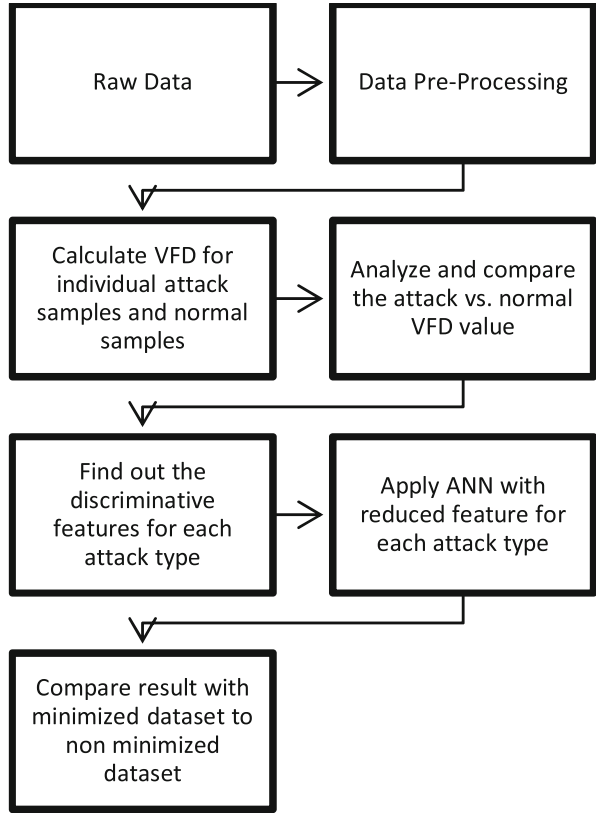 Raw Data
Data Pre-Processing
Calculate VFD for
individual attack
samples and normal
samples
Analyze and compare
the attack vs. normal
VFD value
Find out the
discriminative
features for each
attack type
Apply ANN with
reduced feature for
each attack type
Compare result with
minimized dataset to
non minimized
dataset